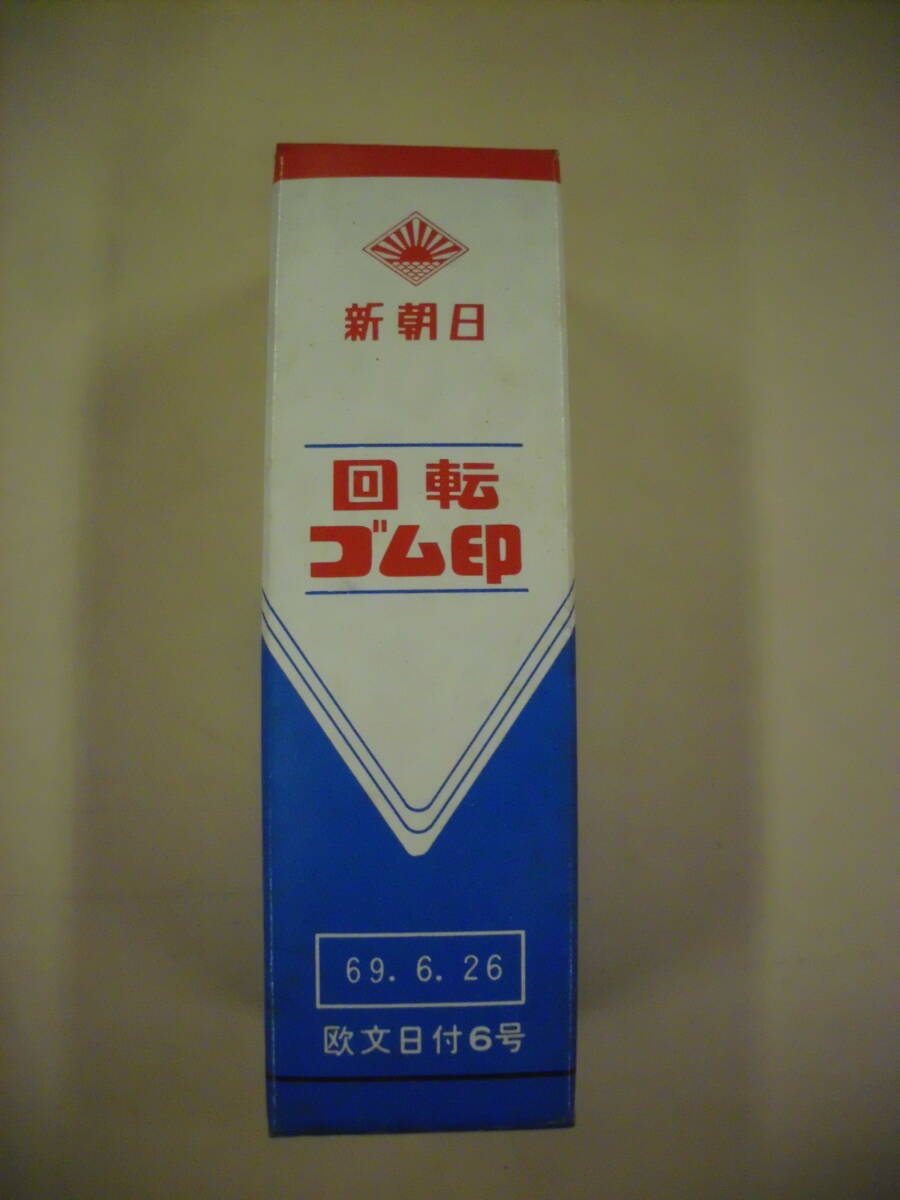 新朝日
回転
ゴム印
69. 6. 26
欧文日付6号